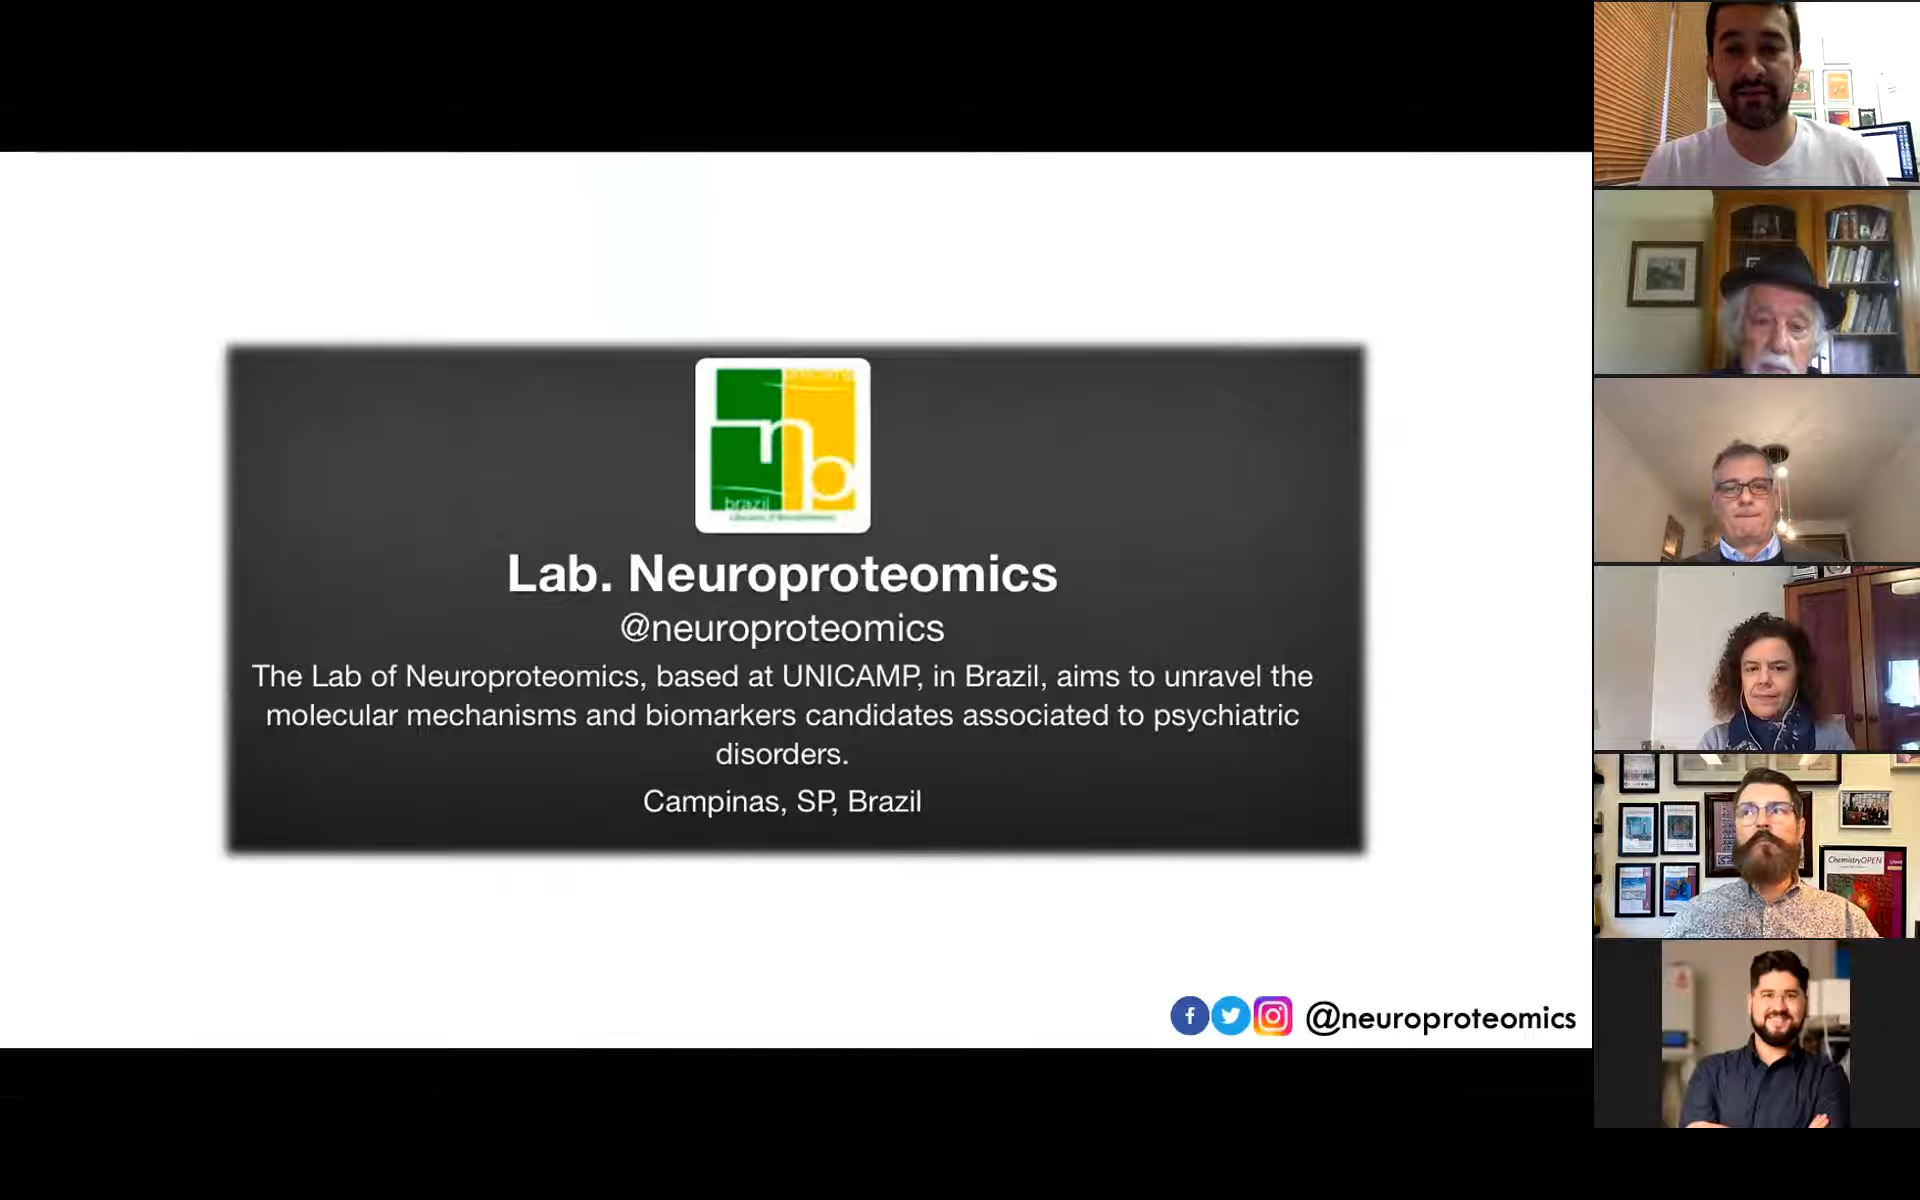 nb
brazil
Lab. Neuroproteomics
@neuroproteomics
The Lab of Neuroproteomics, based at UNICAMP, in Brazil, aims to unravel the
molecular mechanisms and biomarkers candidates associated to psychiatric
disorders.
Campinas, SP, Brazil
@neuroproteomics
ChemistryOPEN